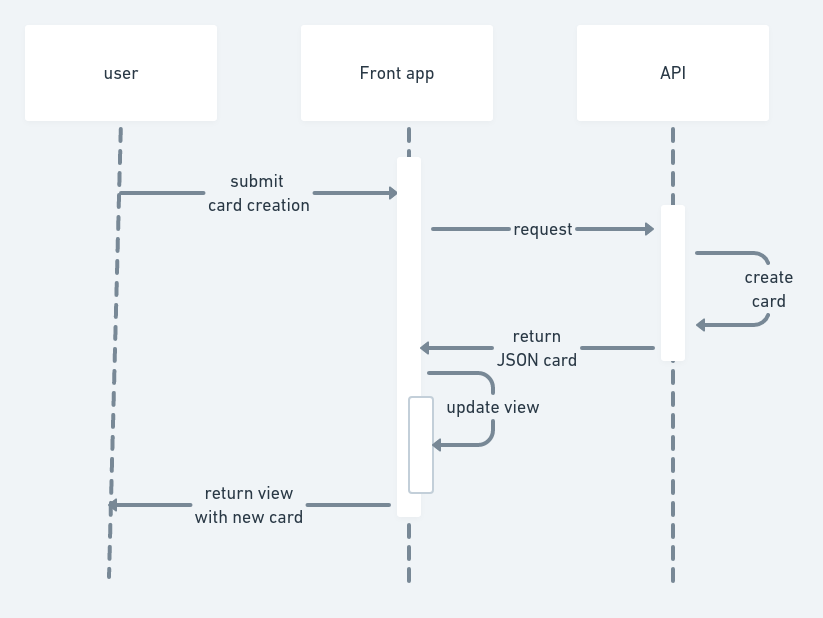 user
Front app
API
submit
card creation
request
create
card
return
JSON card
update view
return view
with new card